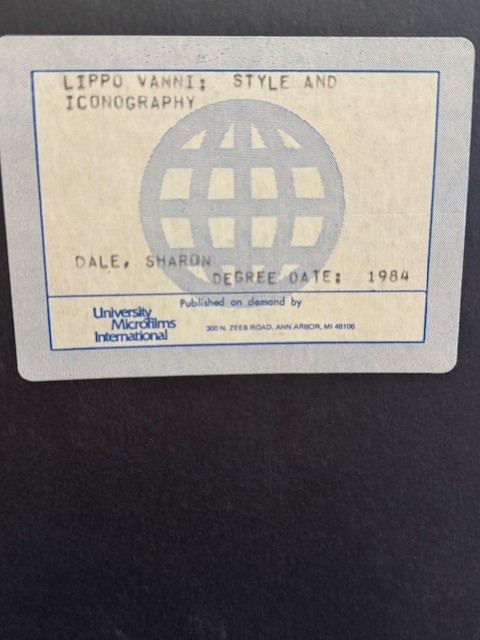 LIPPO VANNI: STYLE AND
ICONOGRAPHY
DALE, SHARON
DEGREE DATE: 1984
Published on demand by
University
Microfilms
International
300 N. ZEEB ROAD, ANN ARBOR, MI 48106